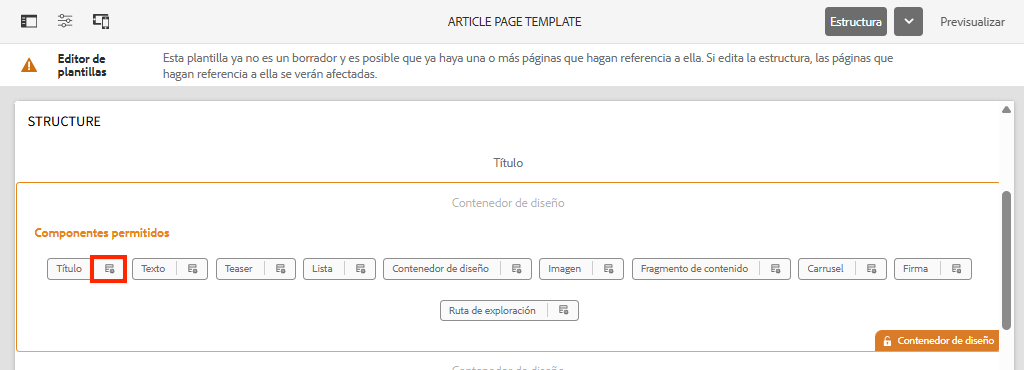 ARTICLE PAGE TEMPLATE
Estructura
Previsualizar
Editor de
plantillas
Esta plantilla ya no es un borrador y es posible que ya haya una o más páginas que hagan referencia a ella. Si edita la estructura, las páginas que
hagan referencia a ella se verán afectadas.
STRUCTURE
Título
Contenedor de diseño
Componentes permitidos
Título Texto Teaser Lista Contenedor de diseño Imagen Fragmento de contenido Carrusel Firma
Ruta de exploración
Contenedor de diseño
Contenedor de diseño